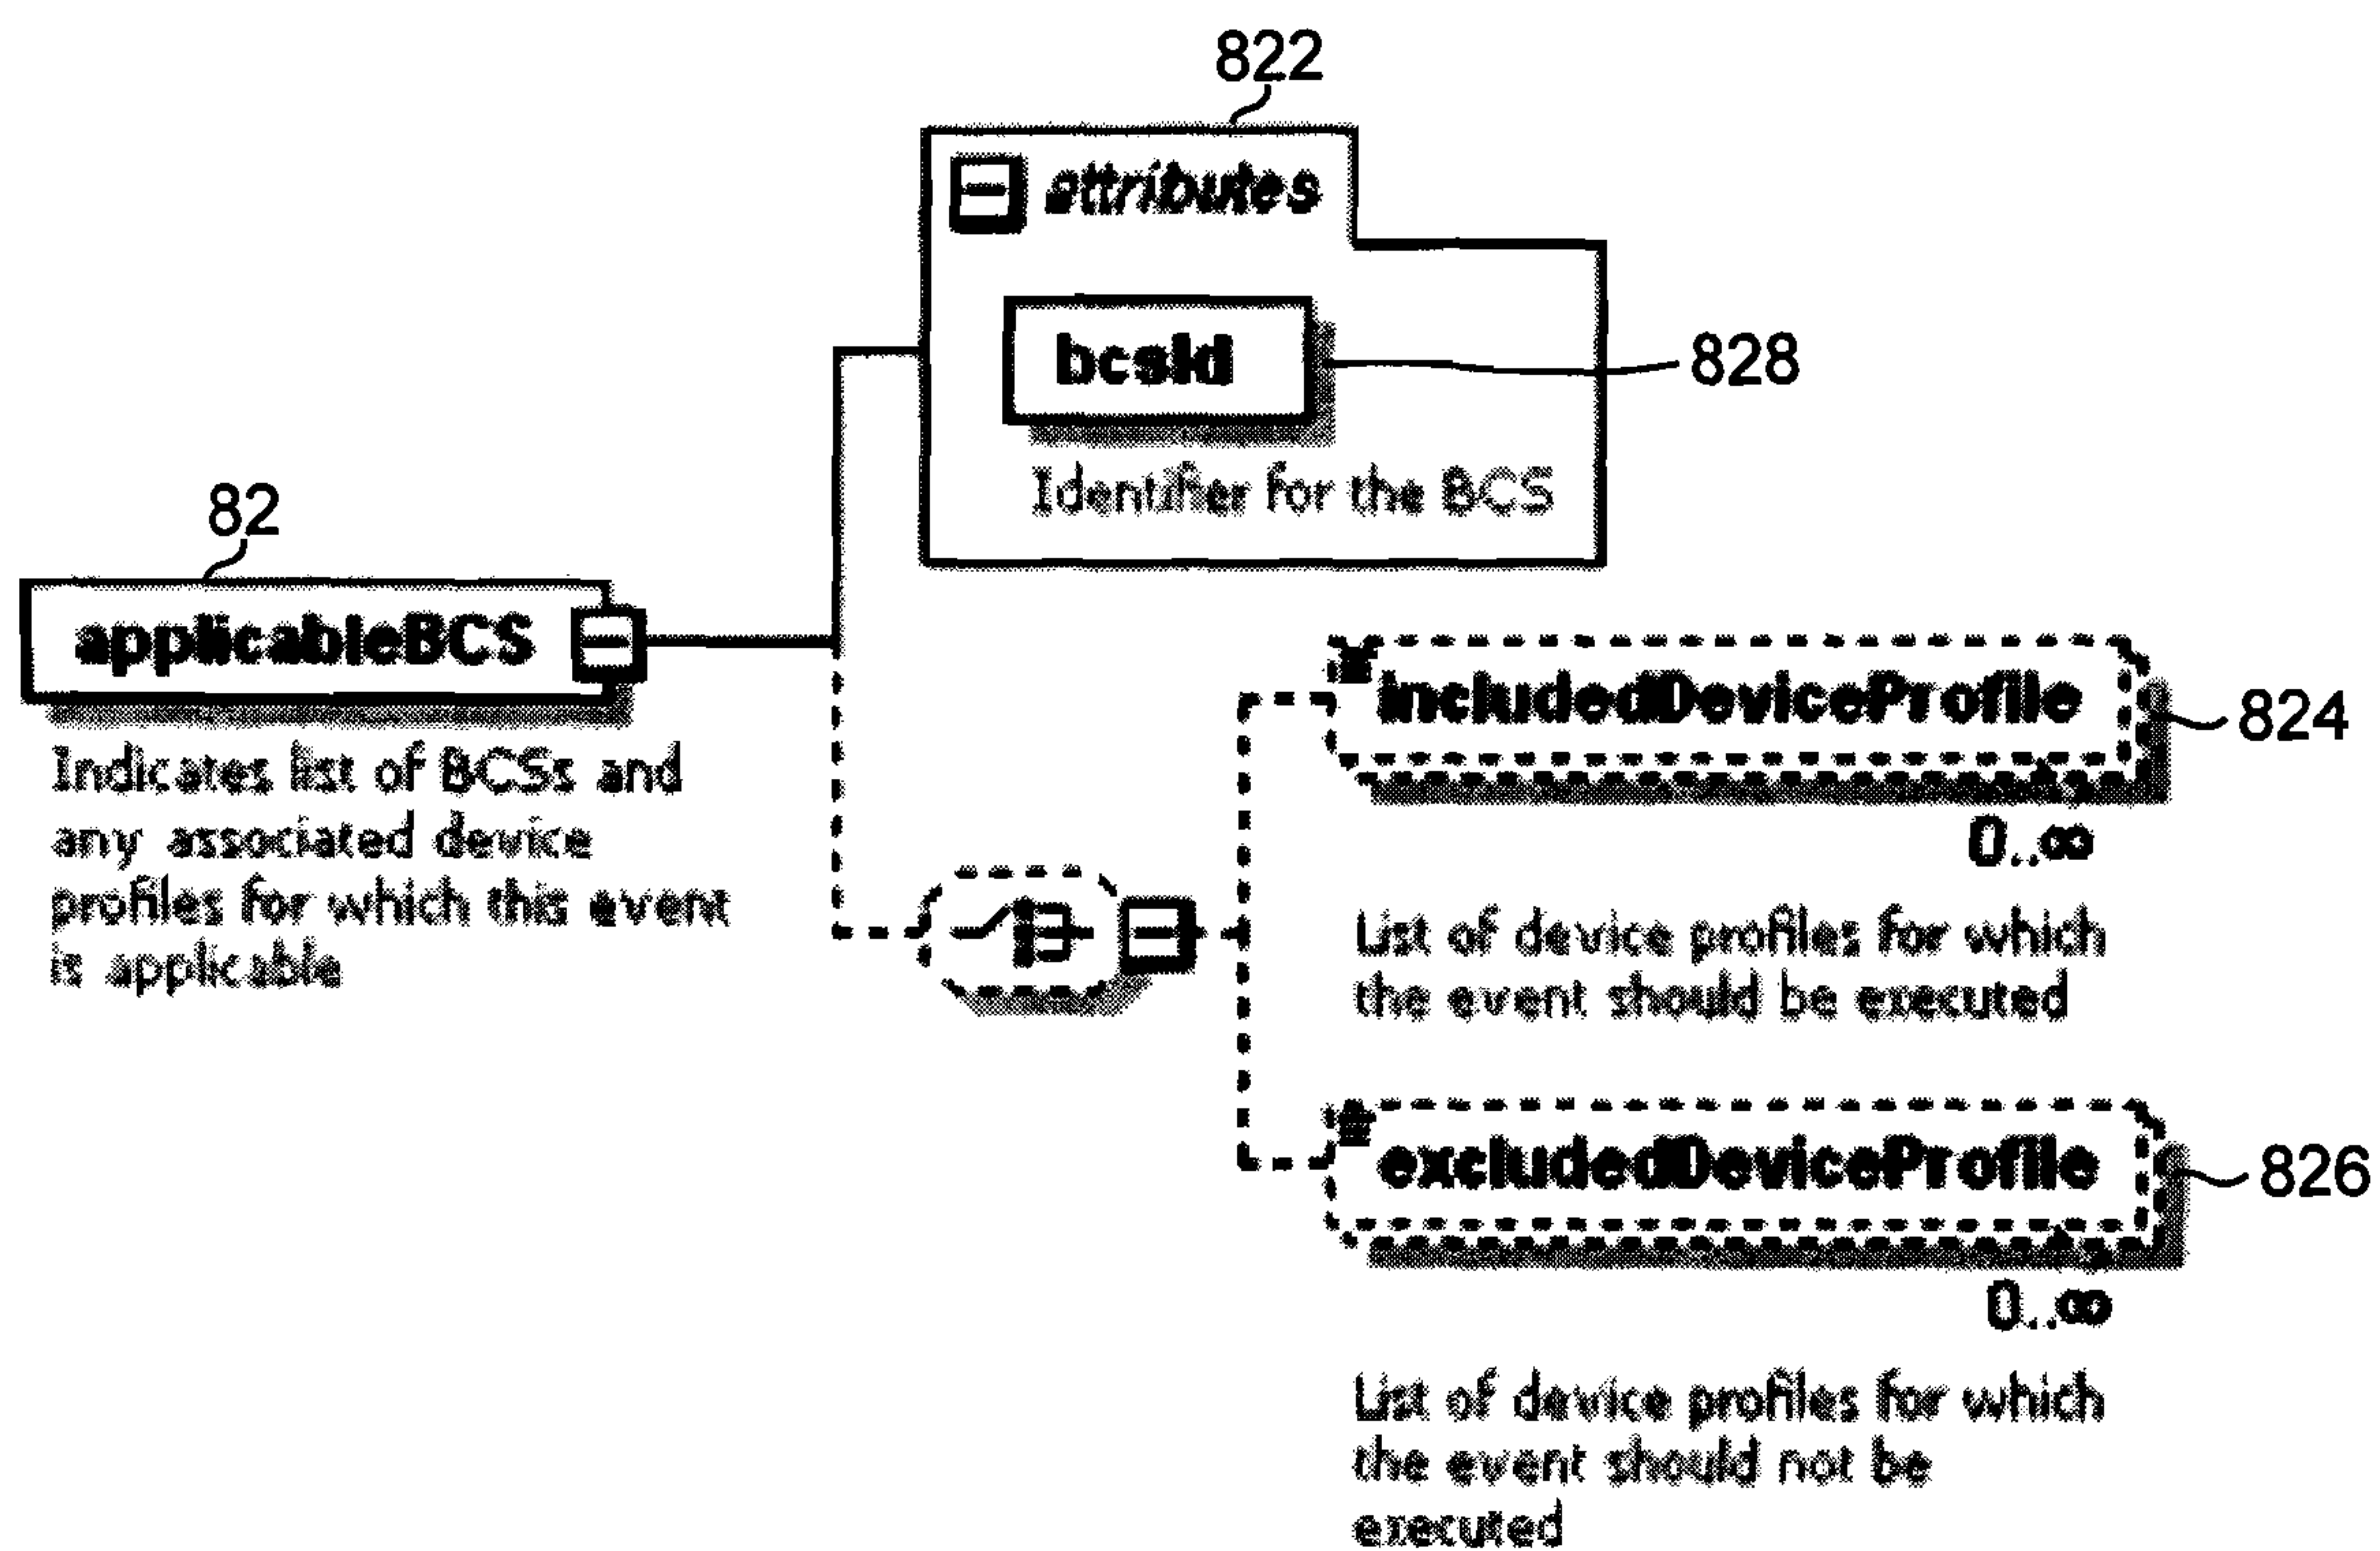 822
attributes
bcsId
828
Identifier for the BCS
82
applicableBCS
Indicates list of BCSs and
any associated device
profiles for which this event
is applicable
includedDeviceProfile
824
0..∞
List of device profiles for which
the event should be executed
excludedDeviceProfile
826
0..∞
List of device profiles for which
the event should not be
executed